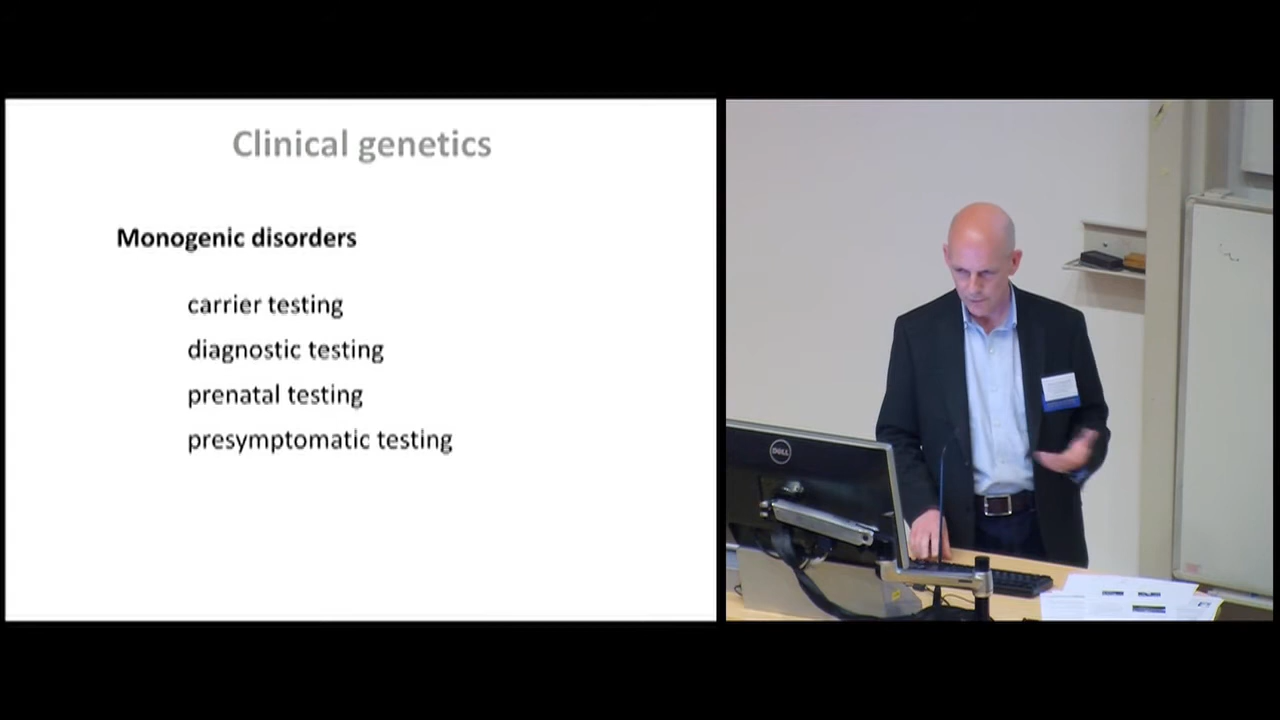 Clinical genetics
Monogenic disorders
carrier testing
diagnostic testing
prenatal testing
presymptomatic testing
DELL